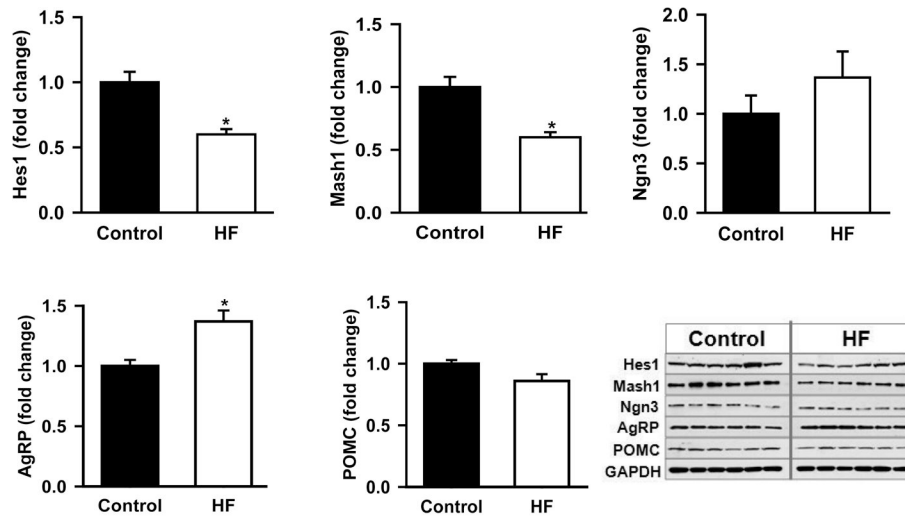 Hes1 (fold change)
1.5
1.0
0.5
0.0
*
Control HF
Mash1 (fold change)
1.5
1.0
0.5
0.0
*
Control HF
Ngn3 (fold change)
2.0
1.5
1.0
0.5
0.0
Control HF
AgRP (fold change)
1.5
1.0
0.5
0.0
*
Control HF
POMC (fold change)
1.5
1.0
0.5
0.0
Control HF
Control HF
Hes1
Mash1
Ngn3
AgRP
POMC
GAPDH